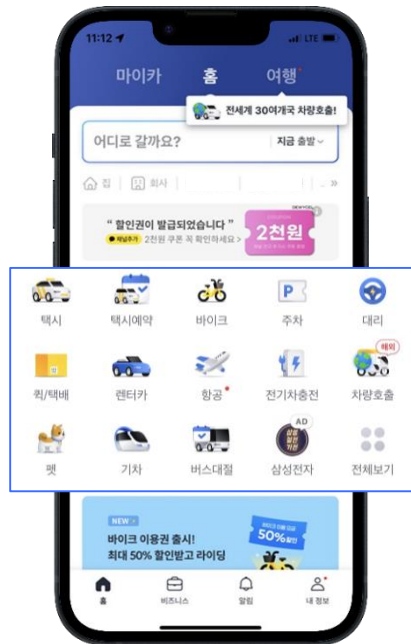 11:12
LTE
마이카 홈 여행
전세계 30여개국 차량호출!
어디로 갈까요? 지금 출발
집 회사
“ 할인권이 발급되었습니다 ”
채널추가 2천원 쿠폰 꼭 확인하세요 >
2천원
택시 택시예약 바이크 P 주차 대리
해외
퀵/택배 렌터카 항공 전기차충전 차량호출
AD
펫 기차 버스대절 삼성전자 전체보기
NEW
바이크 이용권 출시!
최대 50% 할인받고 라이딩
50%할인
홈 비즈니스 알림 내 정보